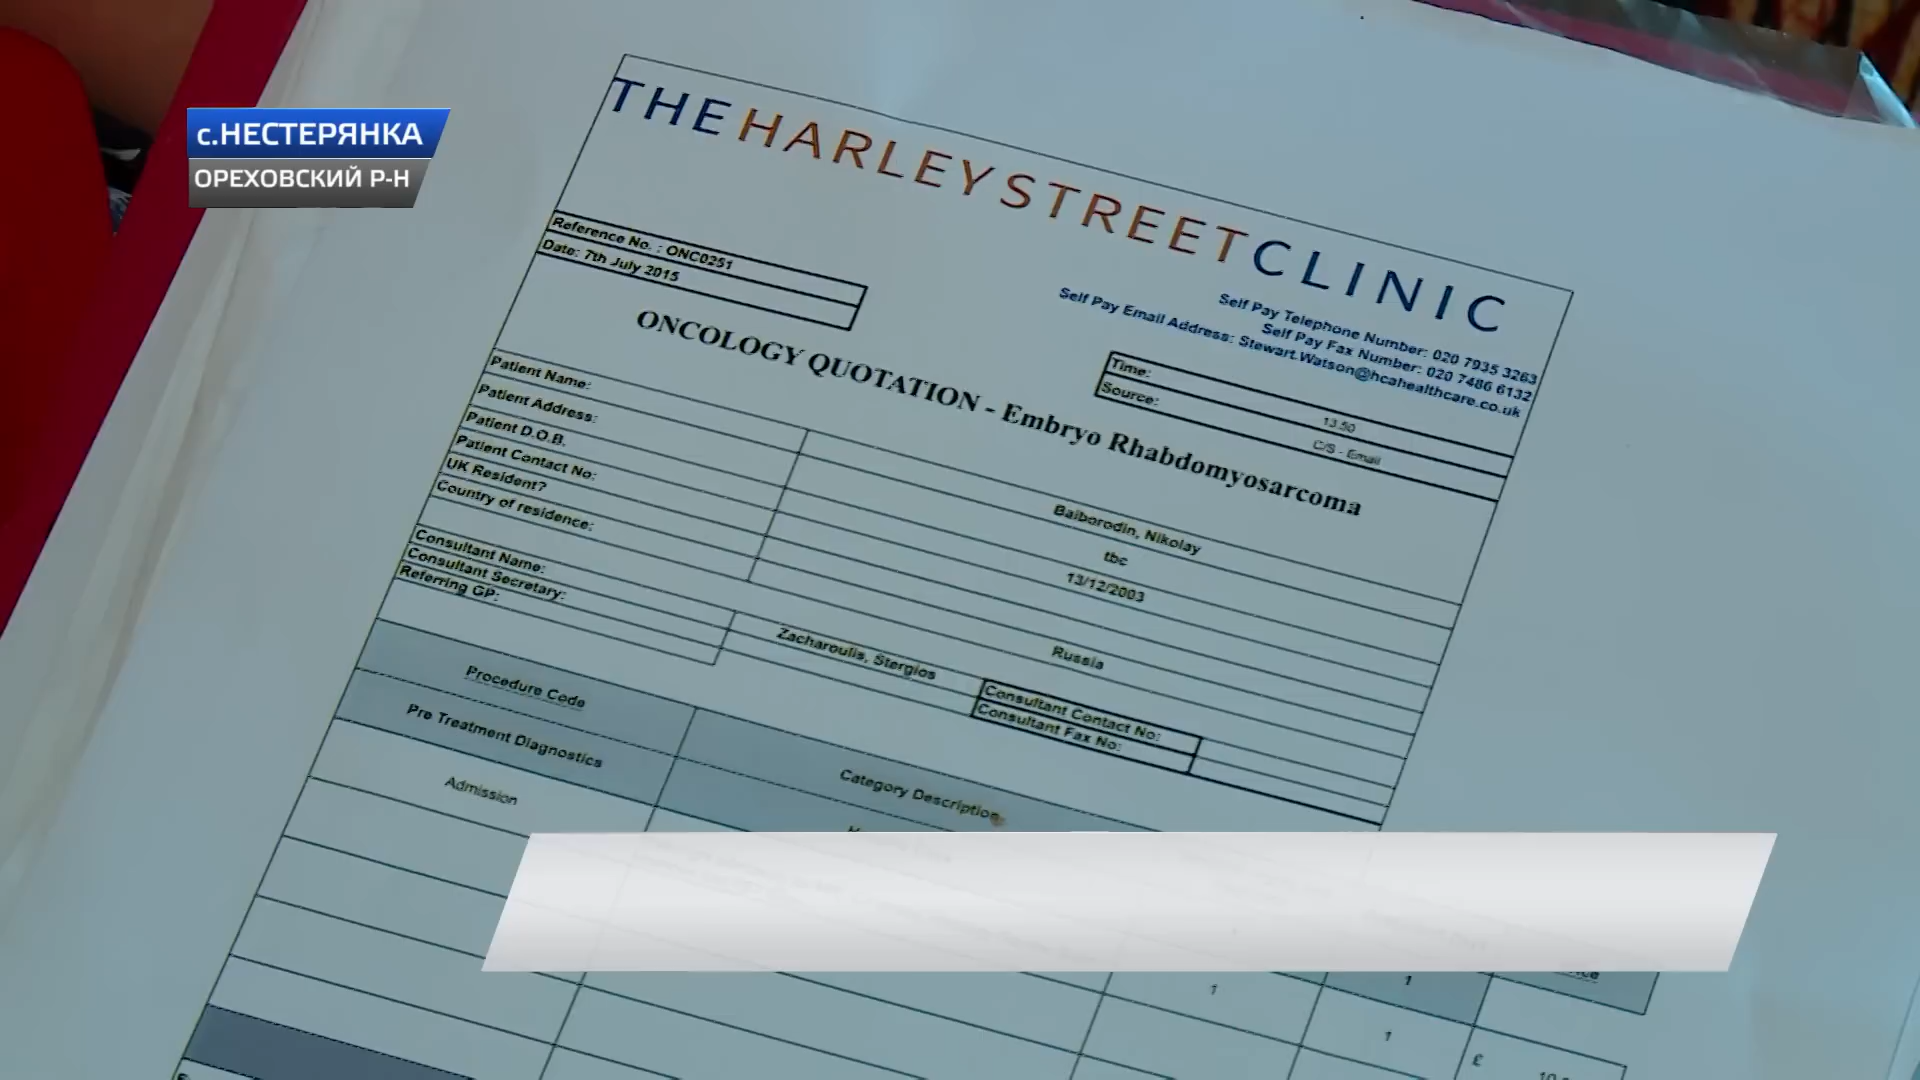 с.НЕСТЕРЯНКА
ОРЕХОВСКИЙ Р-Н
THE HARLEY STREET CLINIC
Reference No. : ONC0251
Date: 7th July 2015
Self Pay Telephone Number: 020 7935 3263
Self Pay Fax Number: 020 7486 6132
Self Pay Email Address: Stewart.Watson@hcahealthcare.co.uk
Time: 13.50
Source: C/S - Email
ONCOLOGY QUOTATION - Embryo Rhabdomyosarcoma
Patient Name: Baiborodin, Nikolay
Patient Address: tbc
Patient D.O.B. 13/12/2003
Patient Contact No:
UK Resident?
Country of residence: Russia
Consultant Name: Zacharoulis, Stergios
Consultant Secretary:
Referring GP:
Consultant Contact No:
Consultant Fax No:
Procedure Code Category Description
Pre Treatment Diagnostics
Admission
1 1
1
£